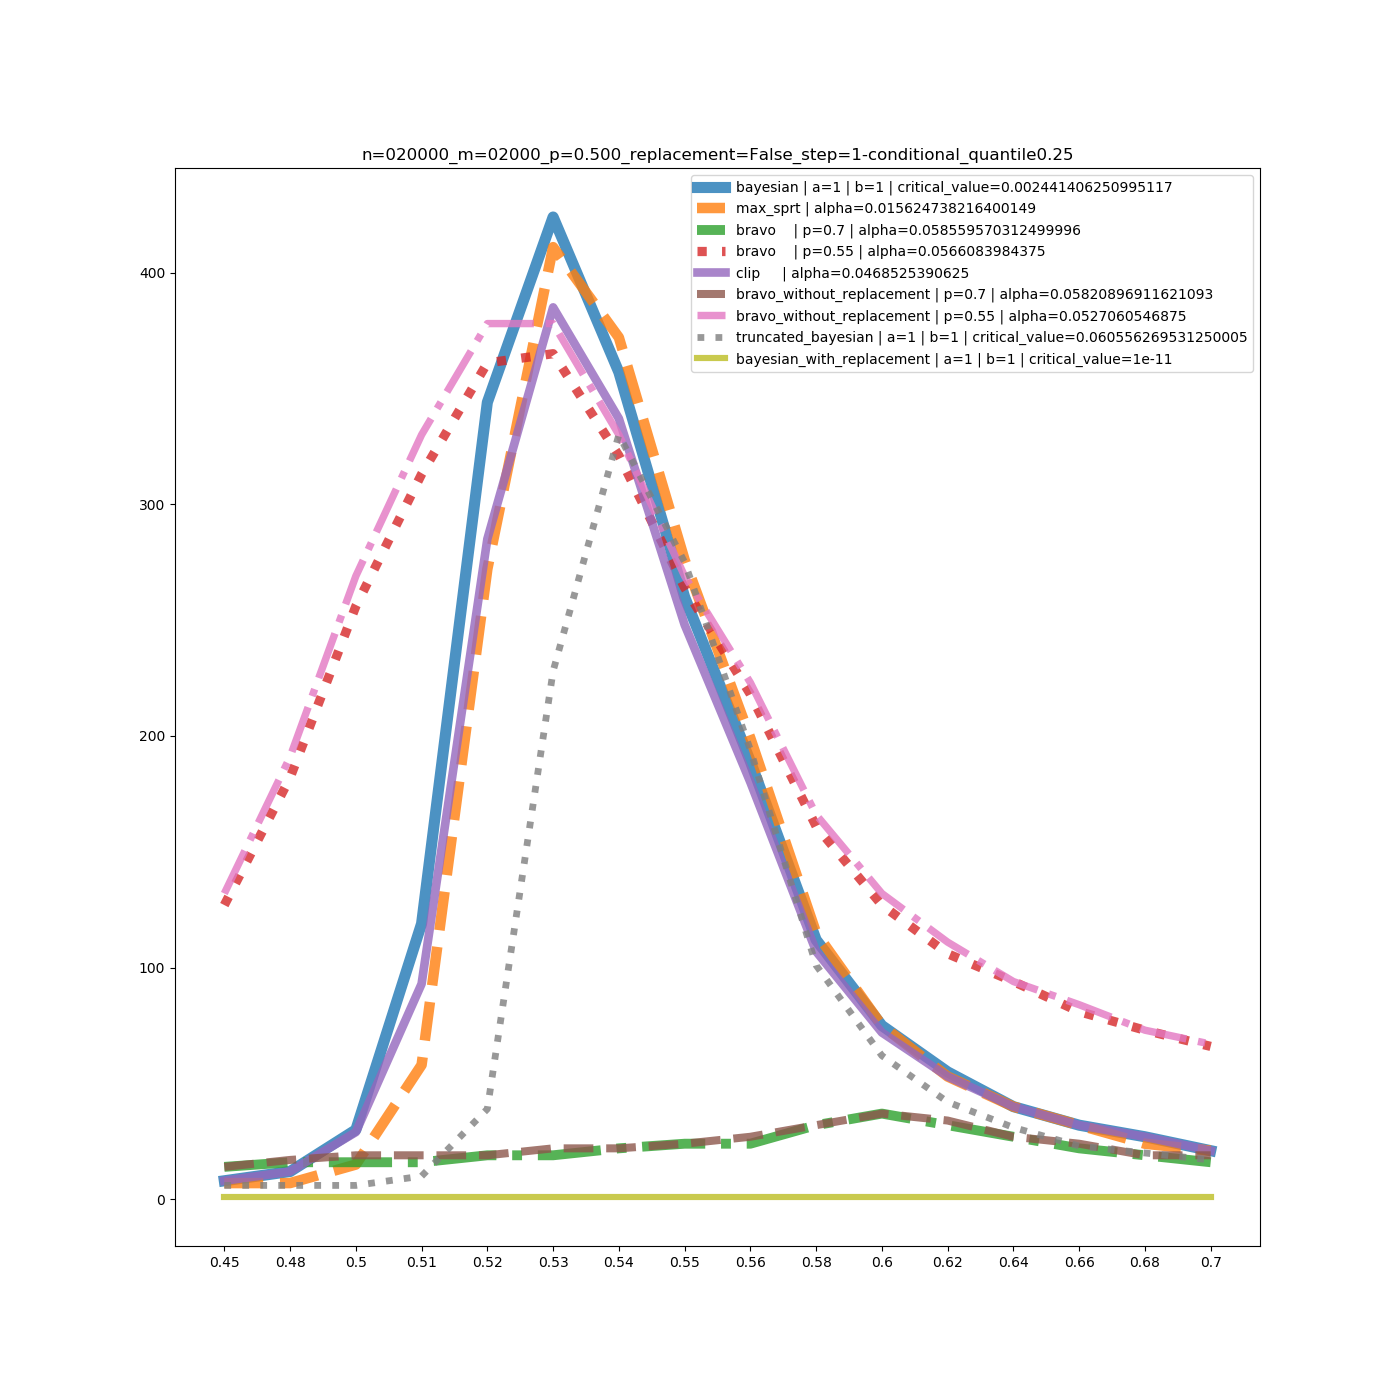 n=020000_m=02000_p=0.500_replacement=False_step=1-conditional_quantile0.25
bayesian | a=1 | b=1 | critical_value=0.002441406250995117
max_sprt | alpha=0.015624738216400149
bravo    | p=0.7 | alpha=0.058559570312499996
bravo    | p=0.55 | alpha=0.0566083984375
clip     | alpha=0.0468525390625
bravo_without_replacement | p=0.7 | alpha=0.05820896911621093
bravo_without_replacement | p=0.55 | alpha=0.0527060546875
truncated_bayesian | a=1 | b=1 | critical_value=0.060556269531250005
bayesian_with_replacement | a=1 | b=1 | critical_value=1e-11
400
300
200
100
0
0.45 0.48 0.5 0.51 0.52 0.53 0.54 0.55 0.56 0.58 0.6 0.62 0.64 0.66 0.68 0.7